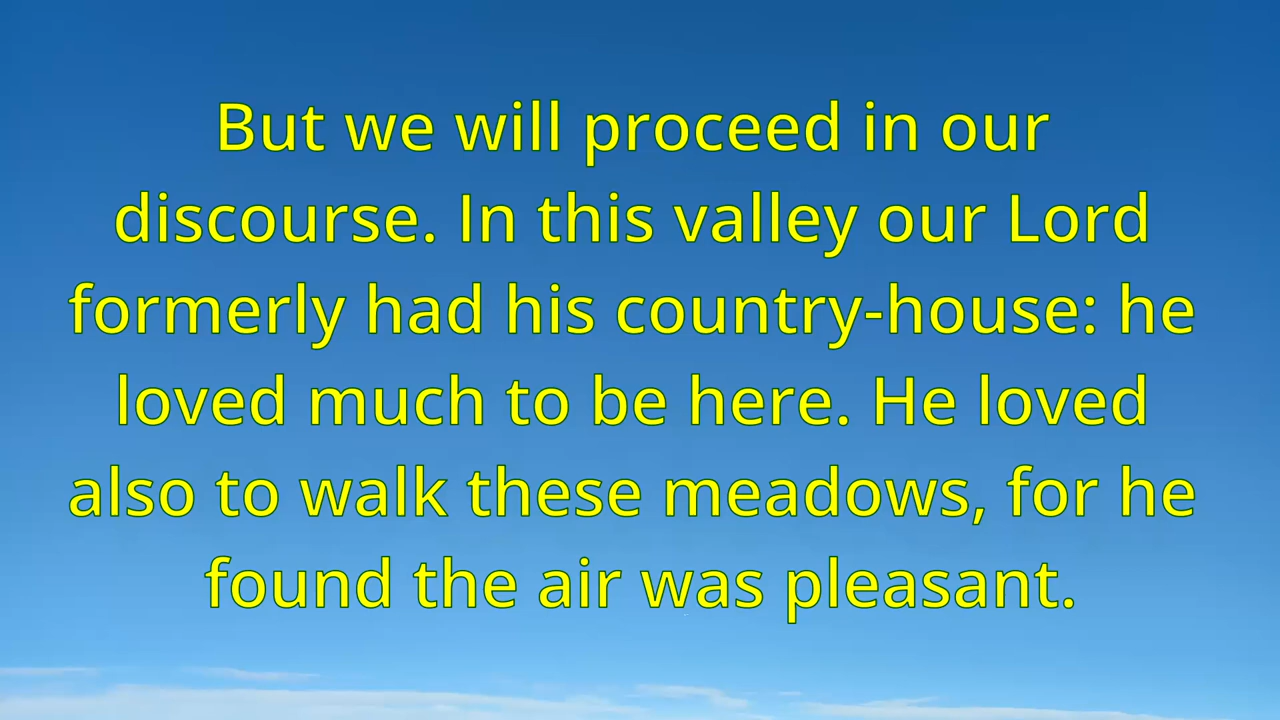 But we will proceed in our
discourse. In this valley our Lord
formerly had his country-house: he
loved much to be here. He loved
also to walk these meadows, for he
found the air was pleasant.